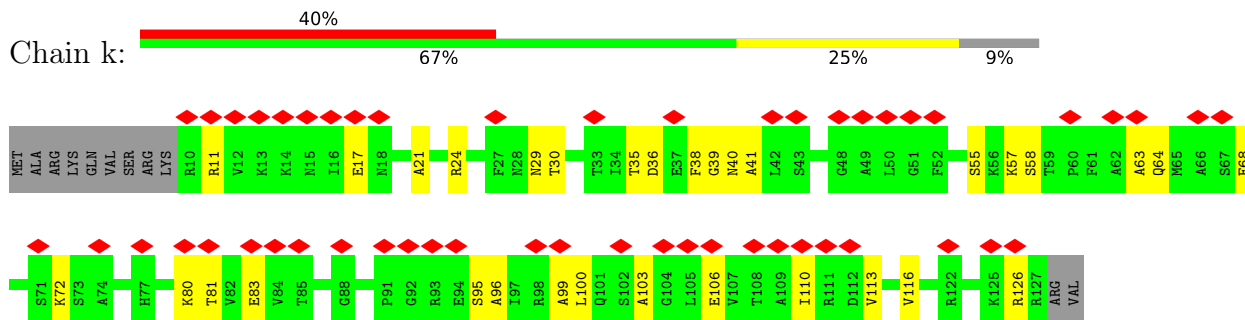 40%
Chain k:
67% 25% 9%
MET ALA ARG LYS GLN VAL SER ARG LYS R10 R11 V12 K13 K14 N15 I16 E17 N18 A21 R24 F27 N28 N29 T30 T33 I34 T35 D36 E37 F38 G39 N40 A41 L42 S43 G48 A49 L50 G51 F52 S55 K56 K57 S58 T59 P60 F61 A62 A63 Q64 M65 A66 S67 E68
S71 K72 S73 A74 H77 K80 T81 V82 E83 V84 T85 G88 P91 G92 R93 E94 S95 A96 I97 R98 A99 L100 Q101 S102 A103 G104 L105 E106 V107 T108 A109 I110 R111 D112 V113 V116 R122 K125 R126 R127 ARG VAL